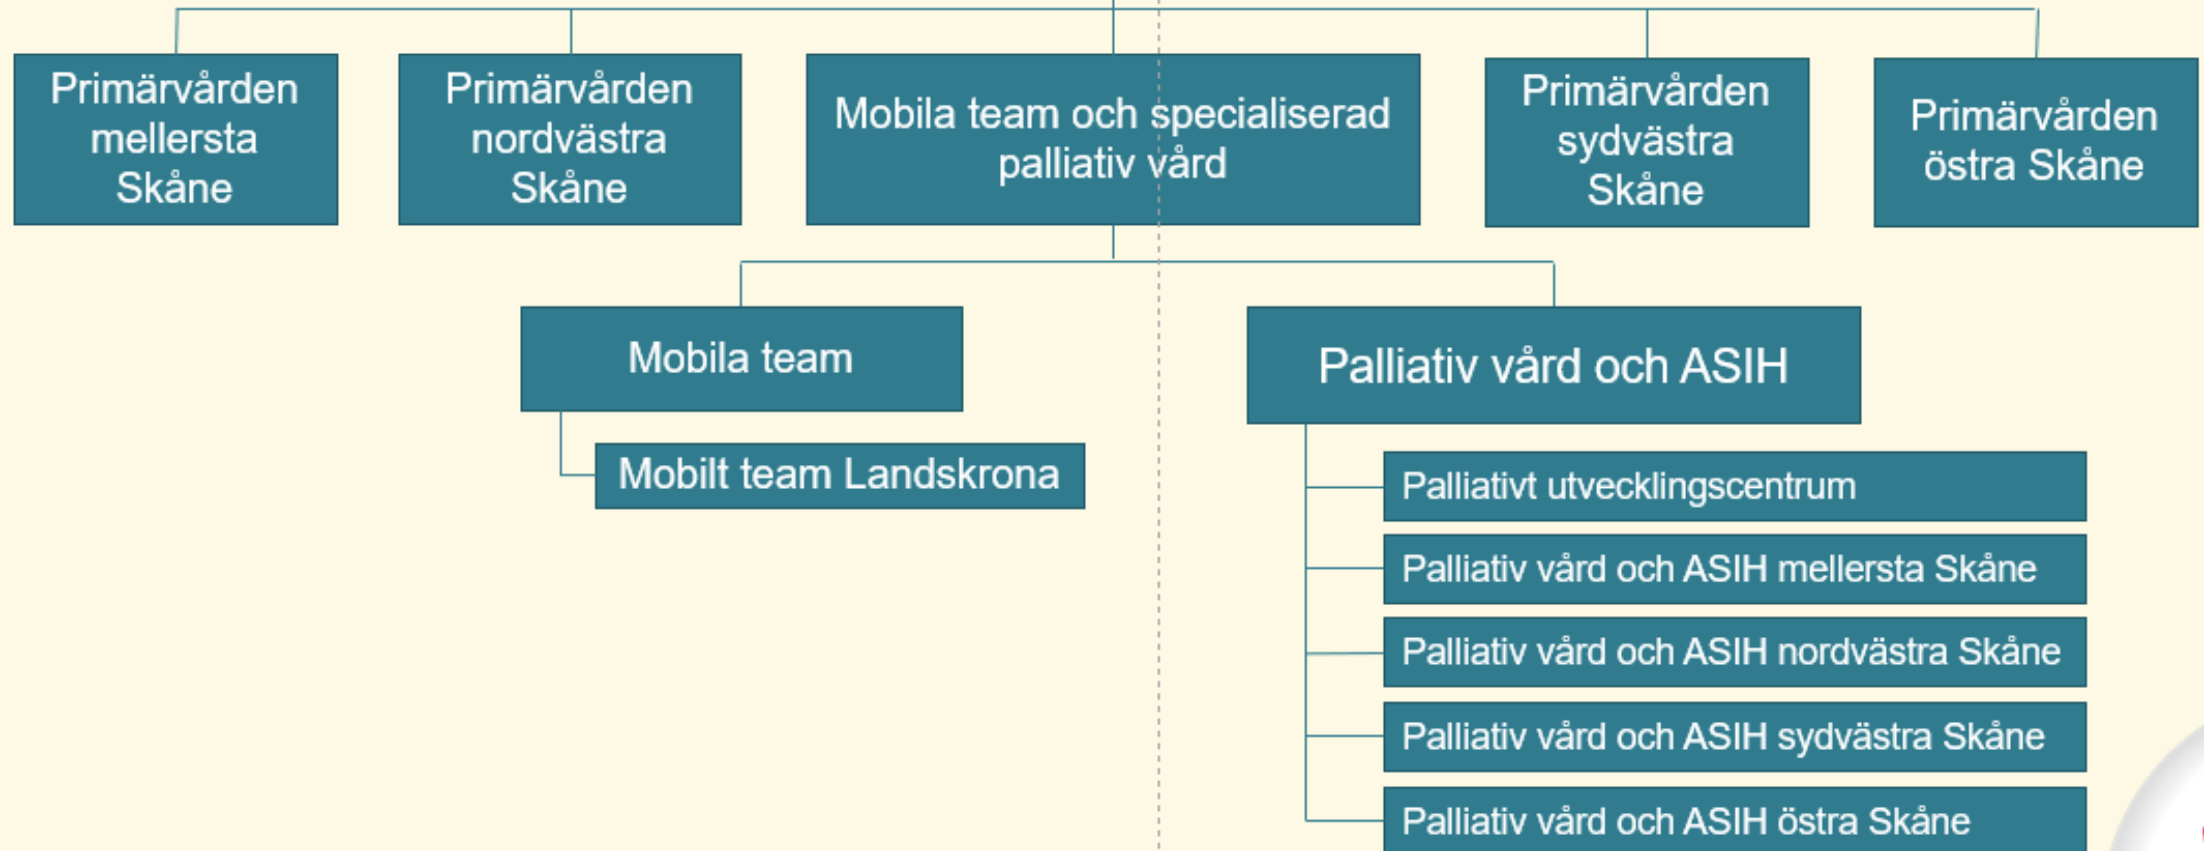 Primärvården
mellersta
Skåne
Primärvården
nordvästra
Skåne
Mobila team och specialiserad
palliativ vård
Primärvården
sydvästra
Skåne
Primärvården
östra Skåne
Mobila team
Mobilt team Landskrona
Palliativ vård och ASIH
Palliativt utvecklingscentrum
Palliativ vård och ASIH mellersta Skåne
Palliativ vård och ASIH nordvästra Skåne
Palliativ vård och ASIH sydvästra Skåne
Palliativ vård och ASIH östra Skåne